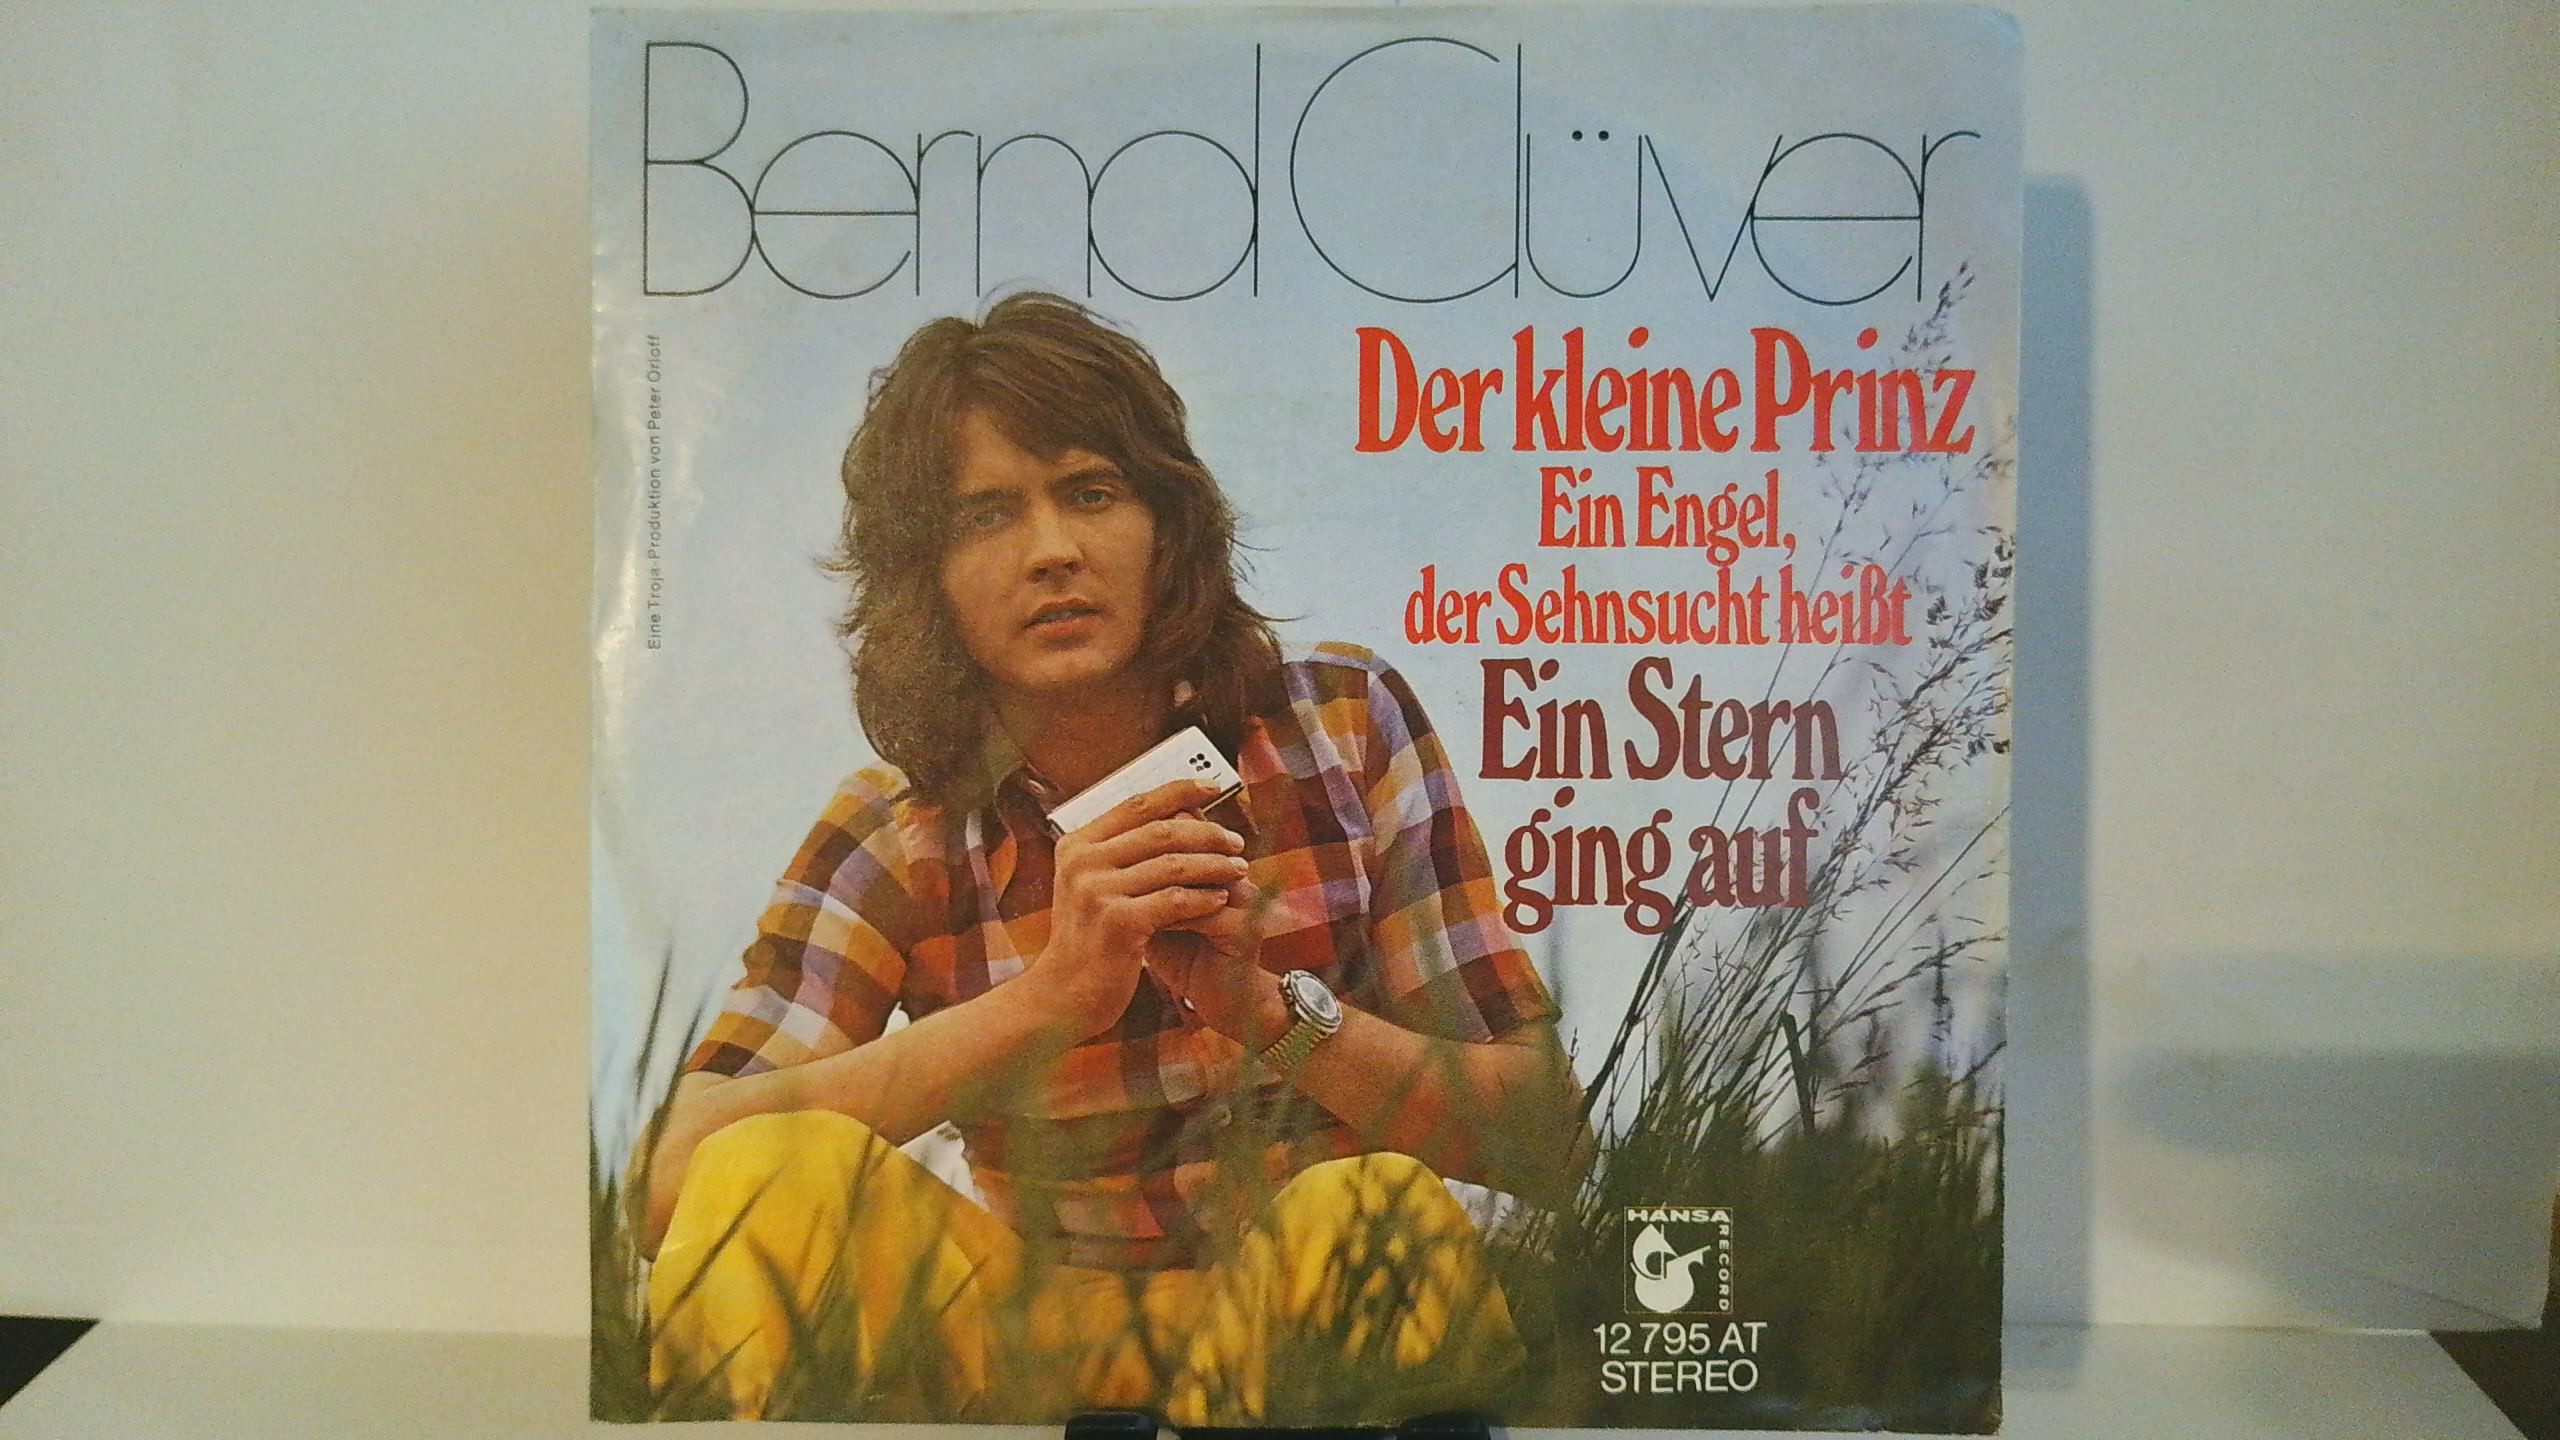 Bernd Clüver
Der kleine Prinz
Ein Engel,
der Sehnsucht heißt
Ein Stern
ging auf
Eine Troja-Produktion von Peter Orloff
HANSA
RECORD
12 795 AT
STEREO